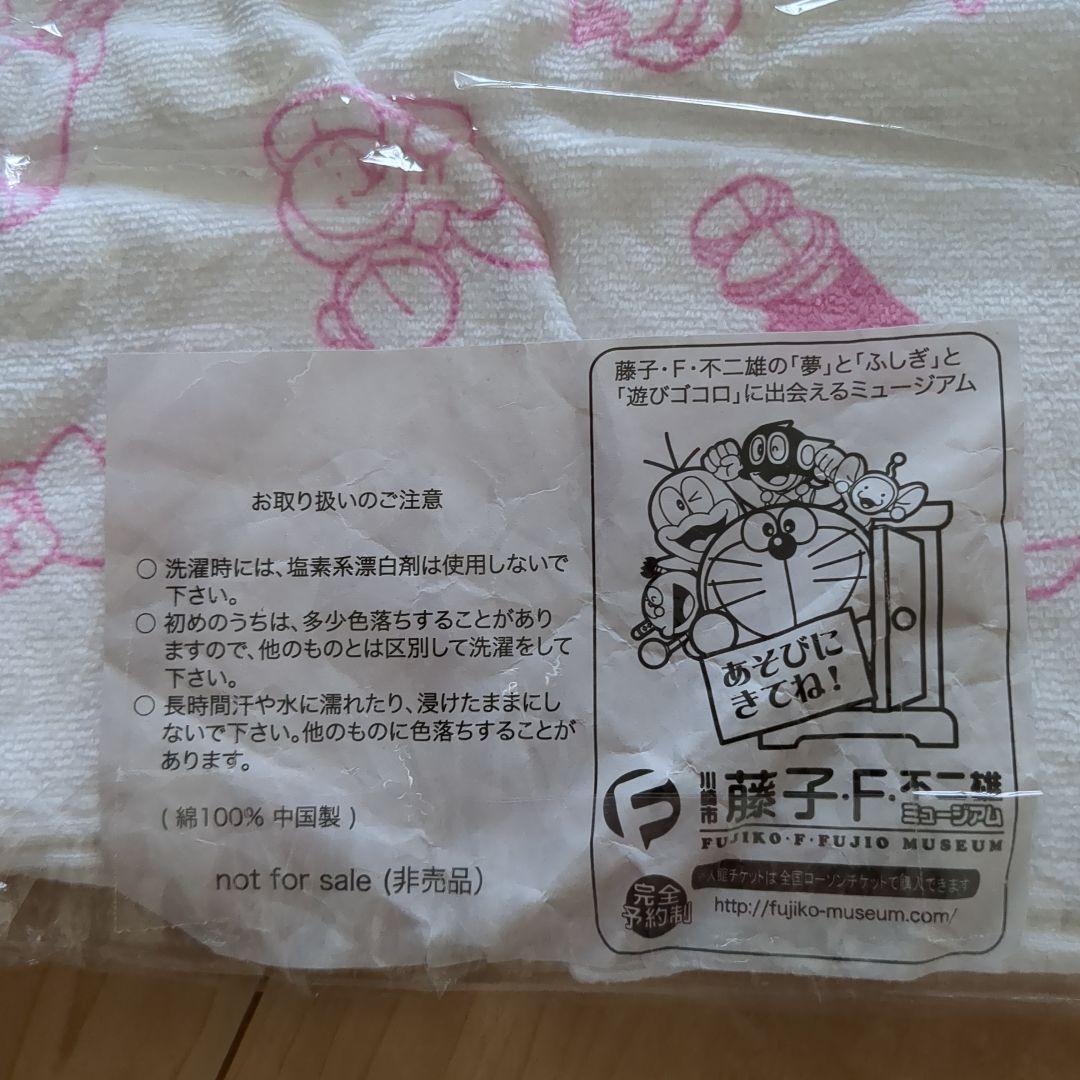 お取り扱いのご注意
○ 洗濯時には、塩素系漂白剤は使用しないで
下さい。
○ 初めのうちは、多少色落ちすることがあり
ますので、他のものとは区別して洗濯をして
下さい。
○ 長時間汗や水に濡れたり、浸けたままにし
ないで下さい。他のものに色落ちすることが
あります。
( 綿100% 中国製 )
not for sale (非売品)
藤子・F・不二雄の「夢」と「ふしぎ」と
「遊びゴコロ」に出会えるミュージアム
あそびに
きてね!
川崎市
藤子・F・不二雄
ミュージアム
FUJIKO・F・FUJIO MUSEUM
※入館チケットは全国ローソンチケットで購入できます
完全
予約制
http://fujiko-museum.com/